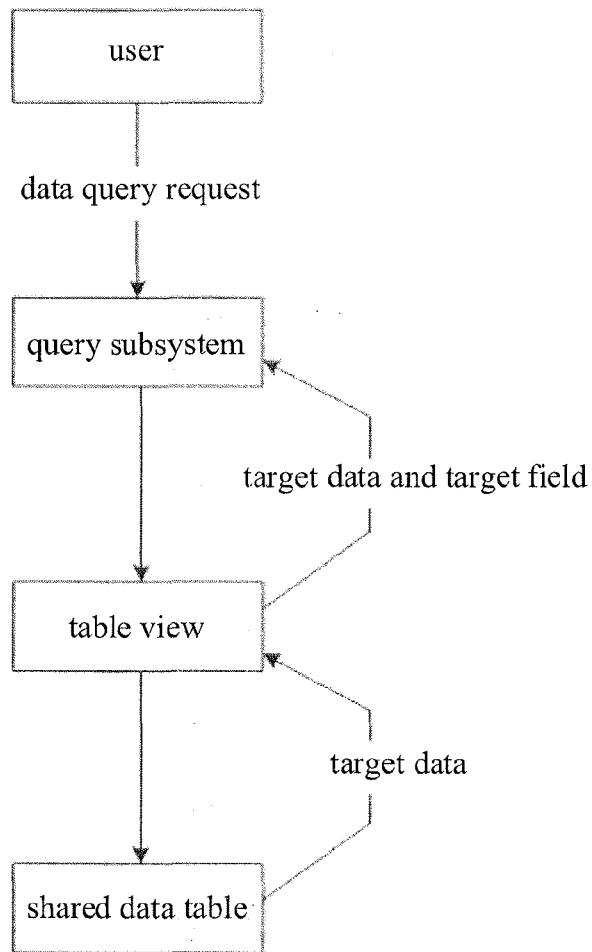 user
data query request
query subsystem
target data and target field
table view
target data
shared data table